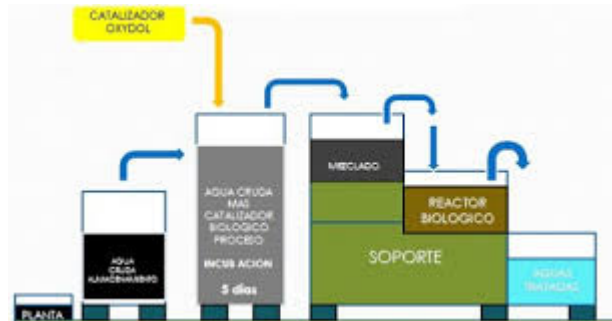 CATALIZADOR
OXYDOL
AGUA CRUDA
MAS
CATALIZADOR
BIOLOGICO
PROCESO
INCUBACION
5 días
MEZCLADO
REACTOR
BIOLOGICO
SOPORTE
AGUA
CRUDA
ALMACENAMIENTO
AGUAS
TRATADAS
PLANTA